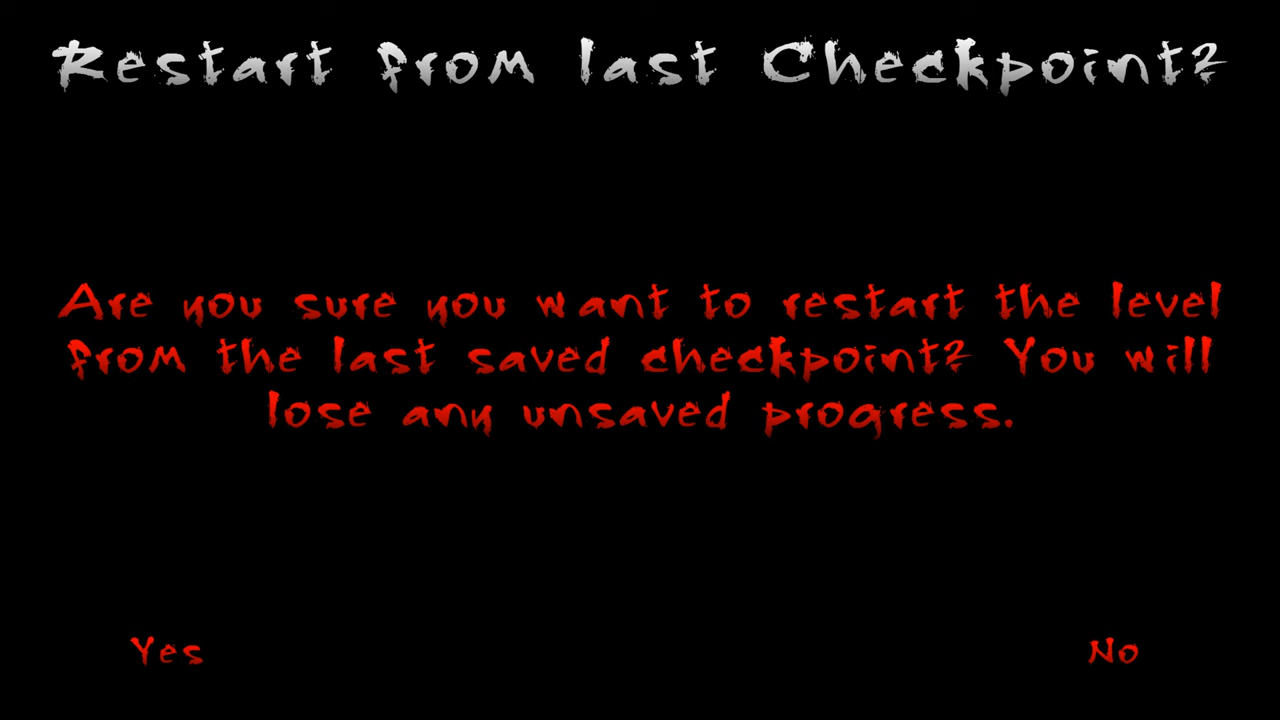 Restart from last Checkpoint?
Are you sure you want to restart the level
from the last saved checkpoint? You will
lose any unsaved progress.
Yes
No